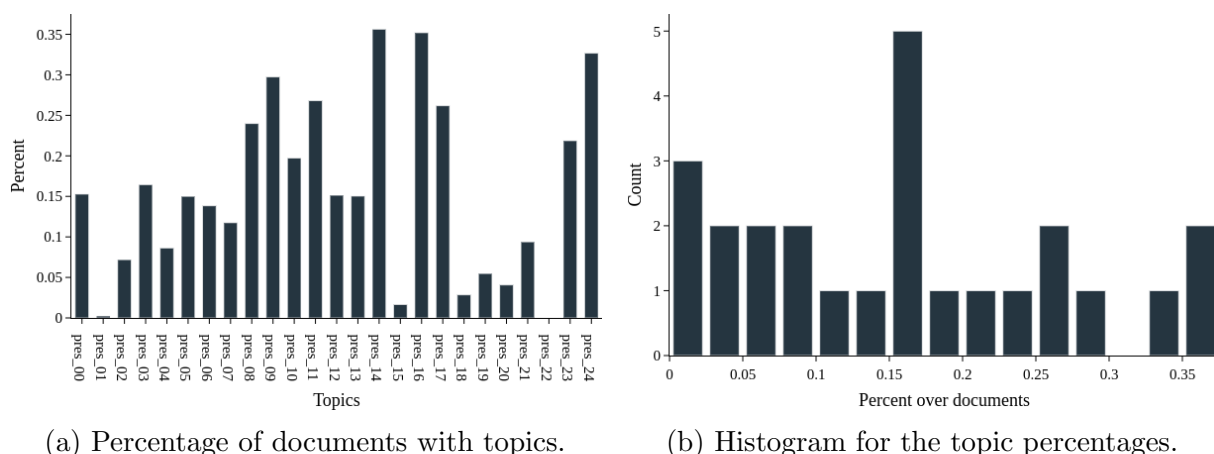 0.35
0.3
0.25
0.2
0.15
0.1
0.05
0
Percent
pres_00
pres_01
pres_02
pres_03
pres_04
pres_05
pres_06
pres_07
pres_08
pres_09
pres_10
pres_11
pres_12
pres_13
pres_14
pres_15
pres_16
pres_17
pres_18
pres_19
pres_20
pres_21
pres_22
pres_23
pres_24
Topics
(a) Percentage of documents with topics.
5
4
3
2
1
0
Count
0 0.05 0.1 0.15 0.2 0.25 0.3 0.35
Percent over documents
(b) Histogram for the topic percentages.